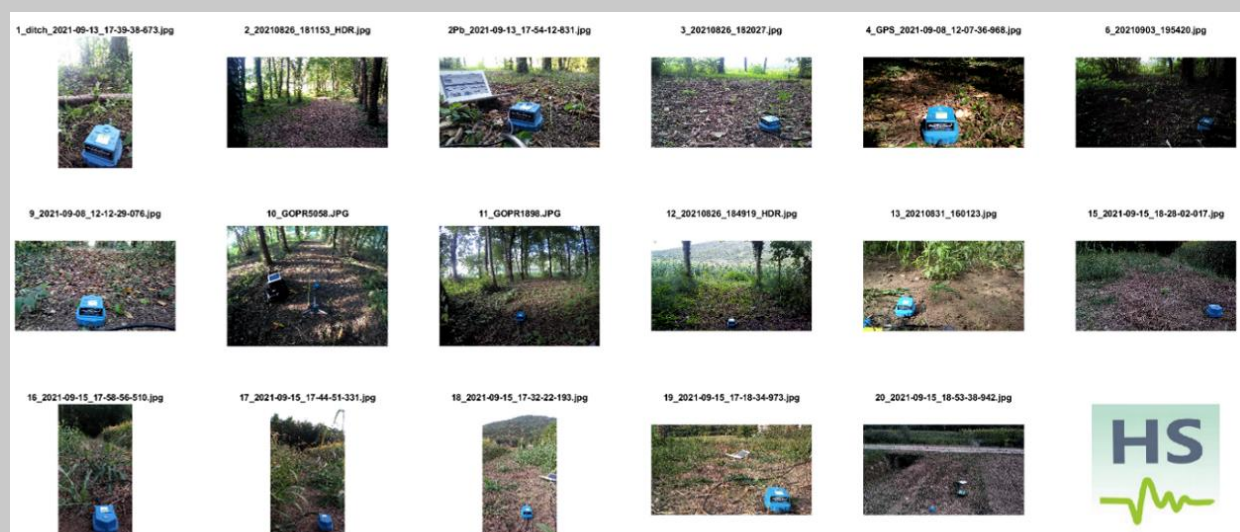 1_ditch_2021-09-13_17-39-38-673.jpg
2_20210826_181153_HDR.jpg
2Pb_2021-09-13_17-54-12-831.jpg
3_20210826_182027.jpg
4_GPS_2021-09-08_12-07-36-968.jpg
5_20210903_195420.jpg
9_2021-09-08_12-12-29-076.jpg
10_GOPR5058.JPG
11_GOPR1898.JPG
12_20210826_184919_HDR.jpg
13_20210831_160123.jpg
15_2021-09-15_18-28-02-017.jpg
16_2021-09-15_17-58-56-510.jpg
17_2021-09-15_17-44-51-331.jpg
18_2021-09-15_17-32-22-193.jpg
19_2021-09-15_17-18-34-973.jpg
20_2021-09-15_18-53-38-942.jpg
HS